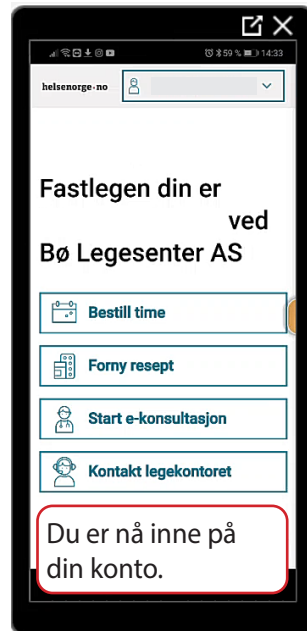 59 % 14:33
helsenorge·no
Fastlegen din er
ved
Bø Legesenter AS
Bestill time
Forny resept
Start e-konsultasjon
Kontakt legekontoret
Du er nå inne på
din konto.